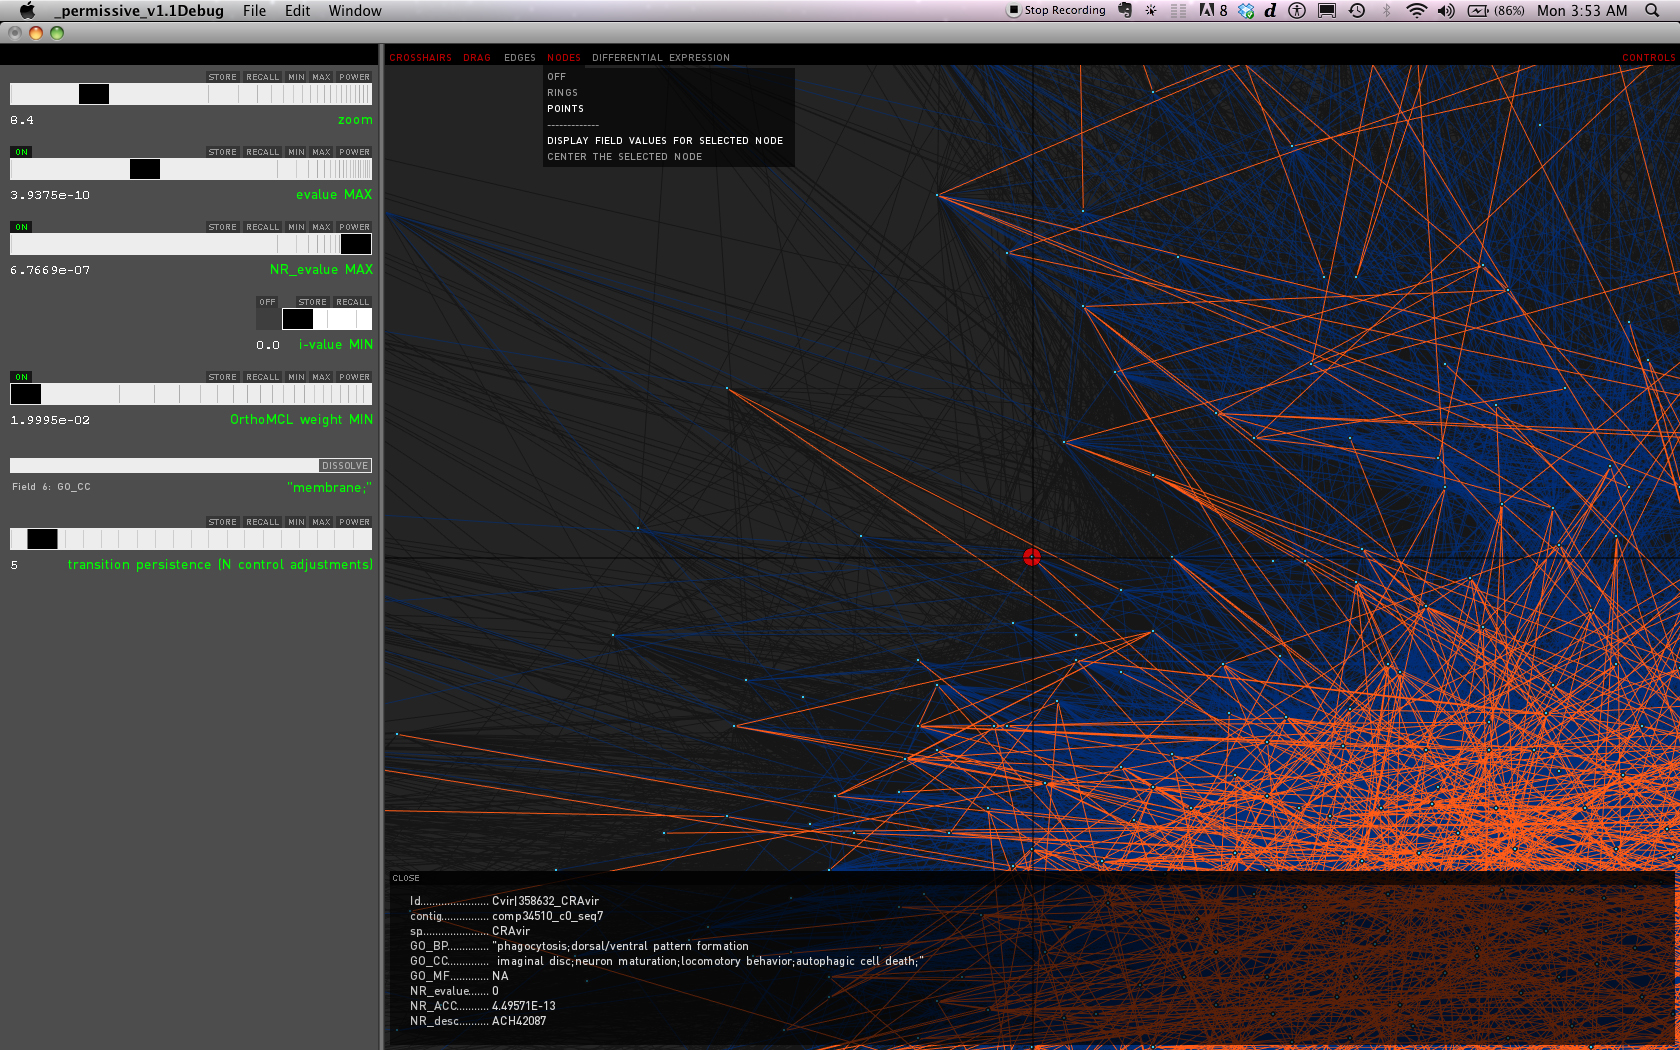 _permissive_v1.1Debug File Edit Window Stop Recording 8 d (86%) Mon 3:53 AM
CROSSHAIRS DRAG EDGES NODES DIFFERENTIAL EXPRESSION CONTROLS
OFF
RINGS
POINTS
-------------
DISPLAY FIELD VALUES FOR SELECTED NODE
CENTER THE SELECTED NODE
STORE RECALL MIN MAX POWER
8.4 zoom
ON STORE RECALL MIN MAX POWER
3.9375e-10 evalue MAX
ON STORE RECALL MIN MAX POWER
6.7669e-07 NR_evalue MAX
OFF STORE RECALL
0.0 i-value MIN
ON STORE RECALL MIN MAX POWER
1.9995e-02 OrthoMCL weight MIN
DISSOLVE
Field 6: GO_CC "membrane;"
STORE RECALL MIN MAX POWER
5 transition persistence (N control adjustments)
CLOSE
Id....................... Cvir|358632_CRAvir
contig................ comp34510_c0_seq7
sp...................... CRAvir
GO_BP.............. "phagocytosis;dorsal/ventral pattern formation
GO_CC.............. imaginal disc;neuron maturation;locomotory behavior;autophagic cell death;"
GO_MF............. NA
NR_evalue....... 0
NR_ACC........... 4.49571E-13
NR_desc.......... ACH42087